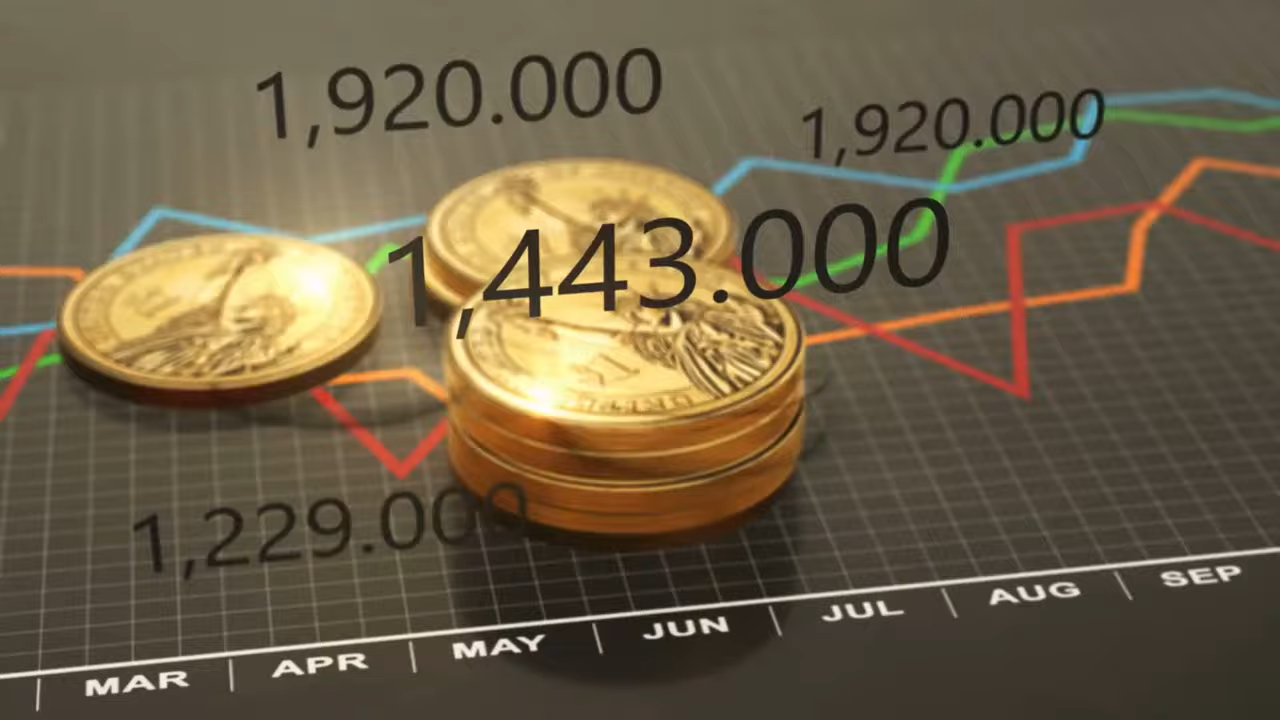 1,920.000
1,920.000
1,443.000
1,229.000
MAR | APR | MAY | JUN | JUL | AUG | SEP